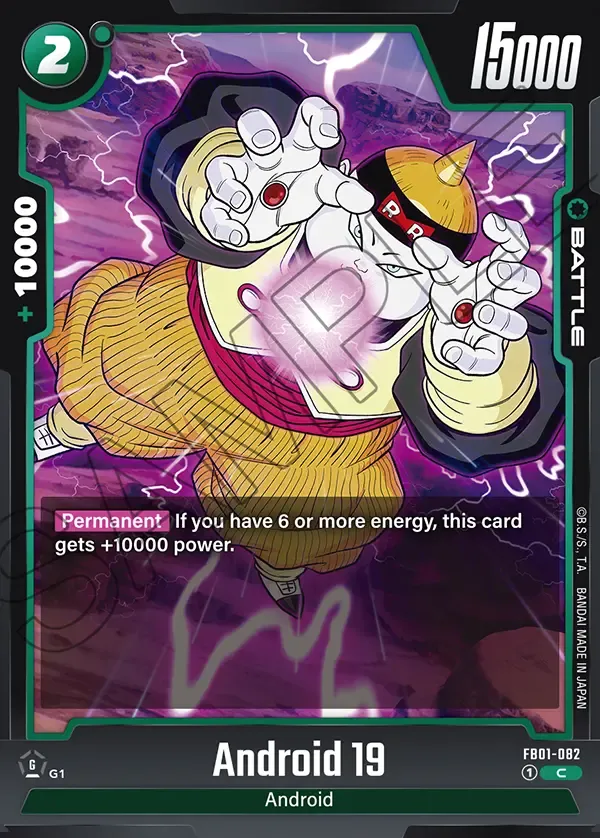 2
15000
+ 10000
BATTLE
R R
SAMPLE
Permanent If you have 6 or more energy, this card
gets +10000 power.
©B.S./S., T.A. BANDAI MADE IN JAPAN
Android 19
FB01-082
G G1
1 C
Android